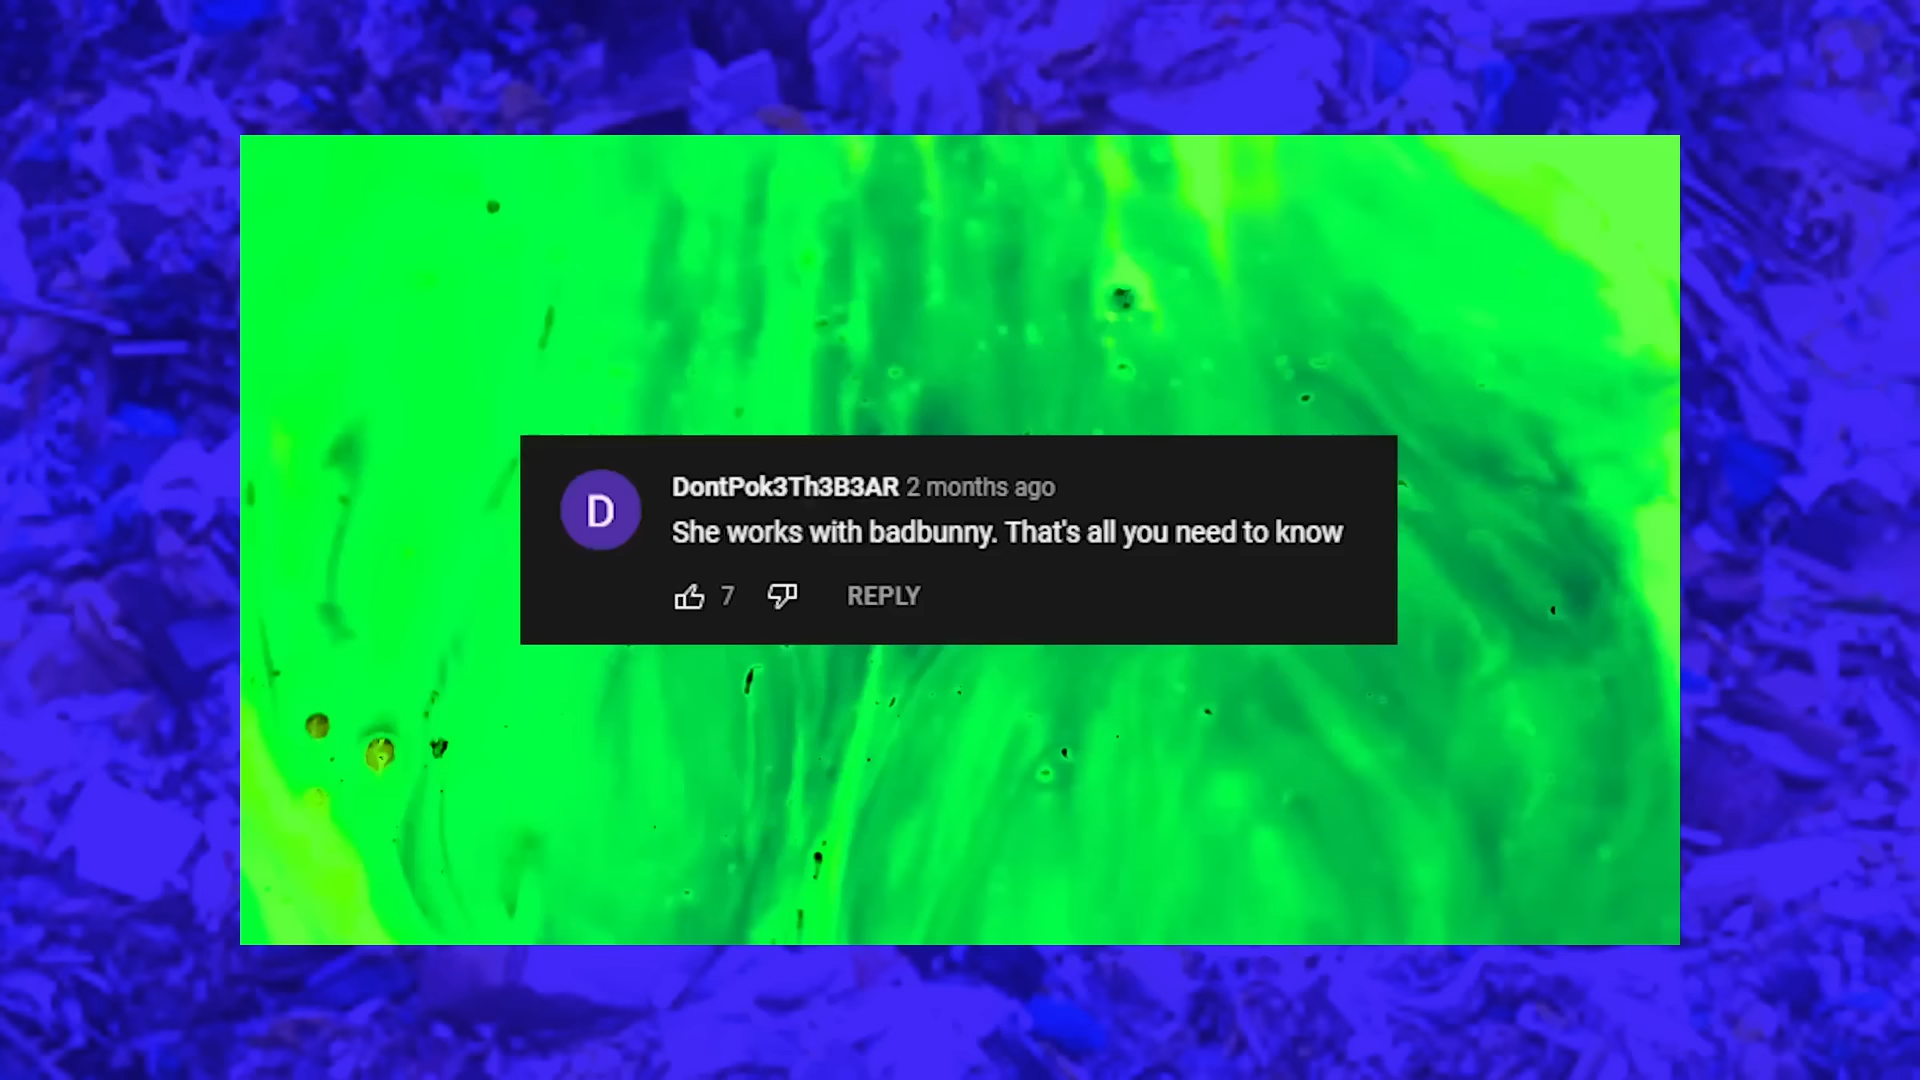 D
DontPok3Th3B3AR 2 months ago
She works with badbunny. That's all you need to know
7 REPLY